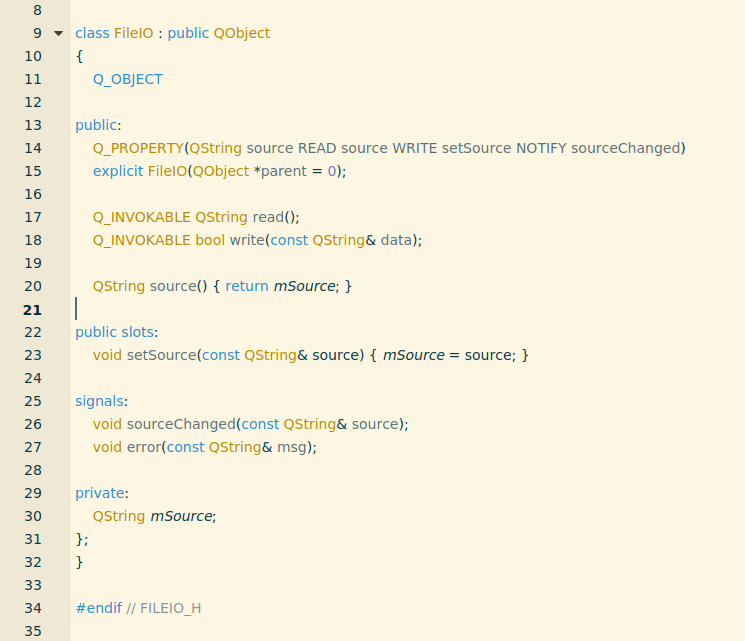 8
9 class FileIO : public QObject
10 {
11 Q_OBJECT
12
13 public:
14 Q_PROPERTY(QString source READ source WRITE setSource NOTIFY sourceChanged)
15 explicit FileIO(QObject *parent = 0);
16
17 Q_INVOKABLE QString read();
18 Q_INVOKABLE bool write(const QString& data);
19
20 QString source() { return mSource; }
21
22 public slots:
23 void setSource(const QString& source) { mSource = source; }
24
25 signals:
26 void sourceChanged(const QString& source);
27 void error(const QString& msg);
28
29 private:
30 QString mSource;
31 };
32 }
33
34 #endif // FILEIO_H
35